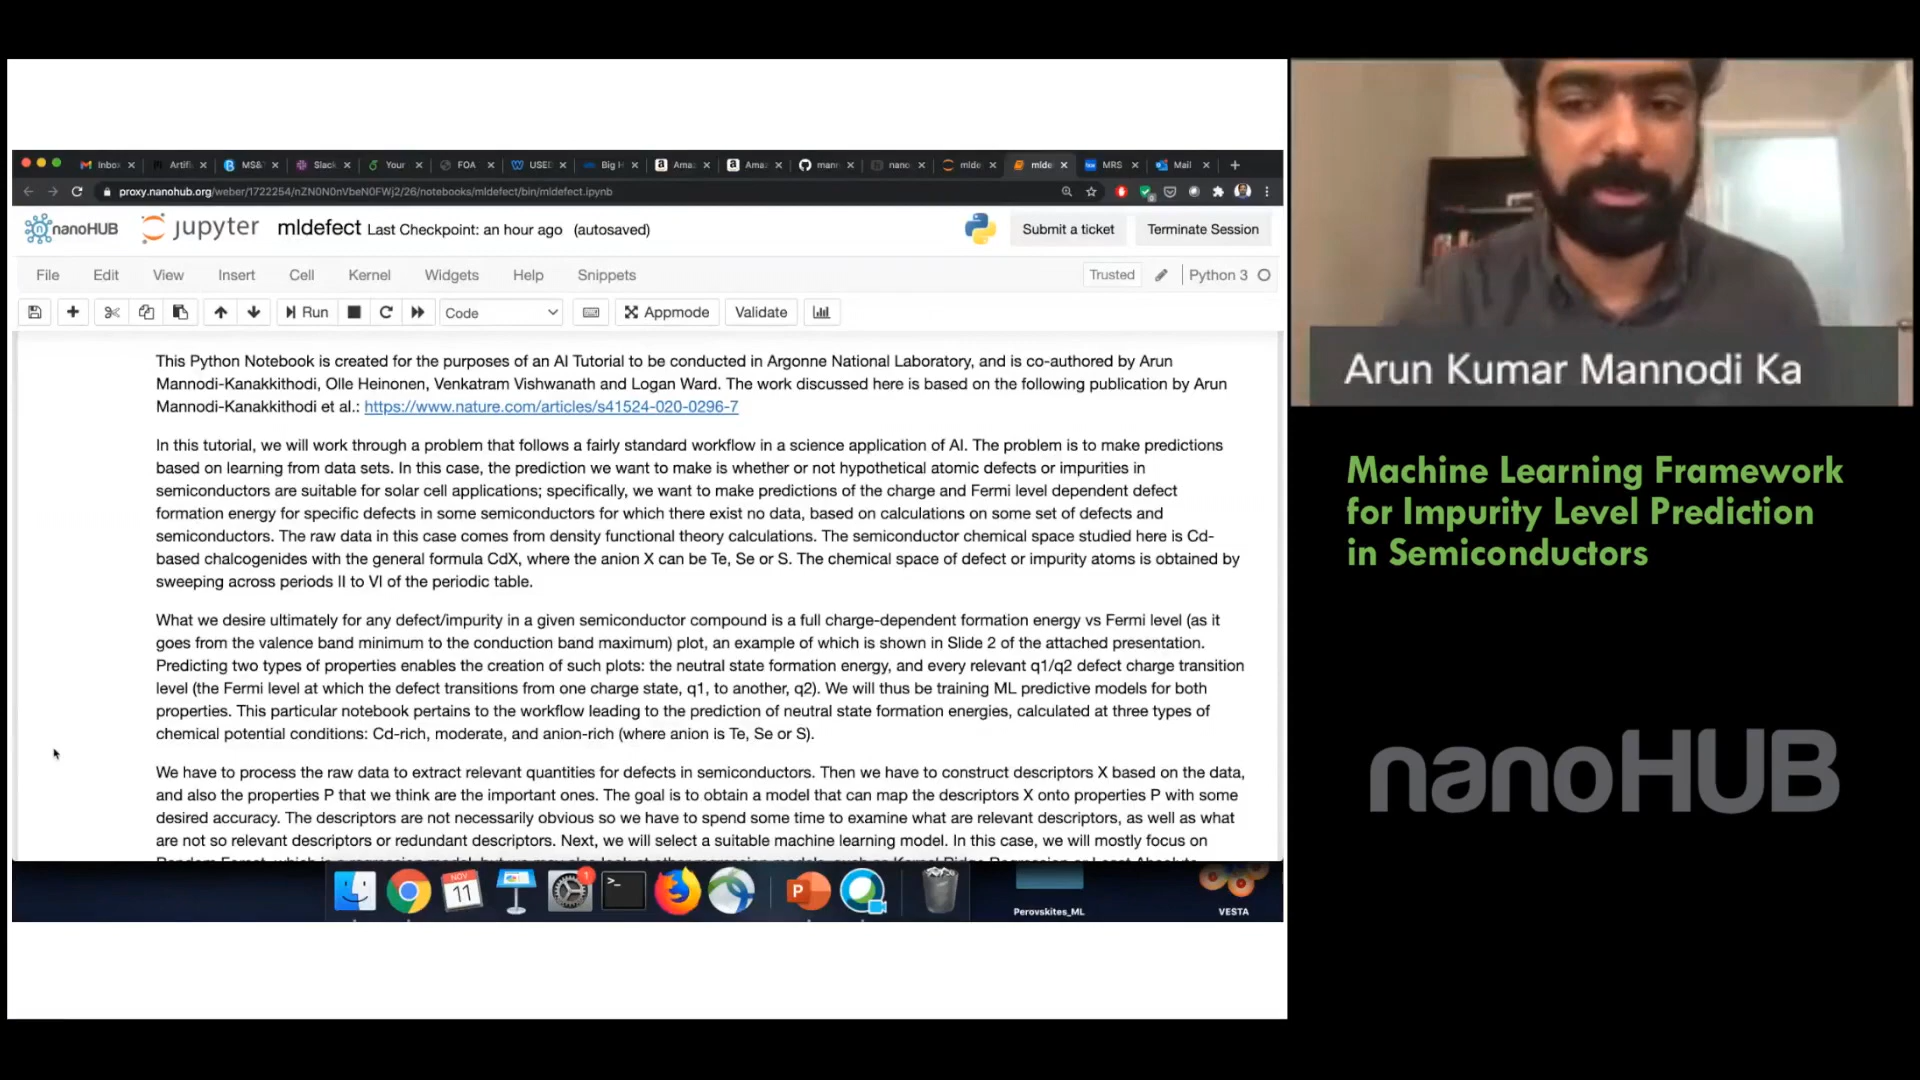 Inbo
Artifi
MS&
Slac
Your
FOA
USE
Big H
Ama
Ama
mann
nano
mlde
mlde
MRS
Mail
proxy.nanohub.org/weber/1722254/nZN0N0nVbeN0FWj2/26/notebooks/mldefect/bin/mldefect.ipynb
nanoHUB jupyter mldefect Last Checkpoint: an hour ago (autosaved) Submit a ticket Terminate Session
File Edit View Insert Cell Kernel Widgets Help Snippets Trusted Python 3
Run Code Appmode Validate
This Python Notebook is created for the purposes of an AI Tutorial to be conducted in Argonne National Laboratory, and is co-authored by Arun
Mannodi-Kanakkithodi, Olle Heinonen, Venkatram Vishwanath and Logan Ward. The work discussed here is based on the following publication by Arun
Mannodi-Kanakkithodi et al.: https://www.nature.com/articles/s41524-020-0296-7
In this tutorial, we will work through a problem that follows a fairly standard workflow in a science application of AI. The problem is to make predictions
based on learning from data sets. In this case, the prediction we want to make is whether or not hypothetical atomic defects or impurities in
semiconductors are suitable for solar cell applications; specifically, we want to make predictions of the charge and Fermi level dependent defect
formation energy for specific defects in some semiconductors for which there exist no data, based on calculations on some set of defects and
semiconductors. The raw data in this case comes from density functional theory calculations. The semiconductor chemical space studied here is Cd-
based chalcogenides with the general formula CdX, where the anion X can be Te, Se or S. The chemical space of defect or impurity atoms is obtained by
sweeping across periods II to VI of the periodic table.
What we desire ultimately for any defect/impurity in a given semiconductor compound is a full charge-dependent formation energy vs Fermi level (as it
goes from the valence band minimum to the conduction band maximum) plot, an example of which is shown in Slide 2 of the attached presentation.
Predicting two types of properties enables the creation of such plots: the neutral state formation energy, and every relevant q1/q2 defect charge transition
level (the Fermi level at which the defect transitions from one charge state, q1, to another, q2). We will thus be training ML predictive models for both
properties. This particular notebook pertains to the workflow leading to the prediction of neutral state formation energies, calculated at three types of
chemical potential conditions: Cd-rich, moderate, and anion-rich (where anion is Te, Se or S).
We have to process the raw data to extract relevant quantities for defects in semiconductors. Then we have to construct descriptors X based on the data,
and also the properties P that we think are the important ones. The goal is to obtain a model that can map the descriptors X onto properties P with some
desired accuracy. The descriptors are not necessarily obvious so we have to spend some time to examine what are relevant descriptors, as well as what
are not so relevant descriptors or redundant descriptors. Next, we will select a suitable machine learning model. In this case, we will mostly focus on
NOV
11
1
Perovskites_ML
VESTA
Arun Kumar Mannodi Ka
Machine Learning Framework
for Impurity Level Prediction
in Semiconductors
nanoHUB